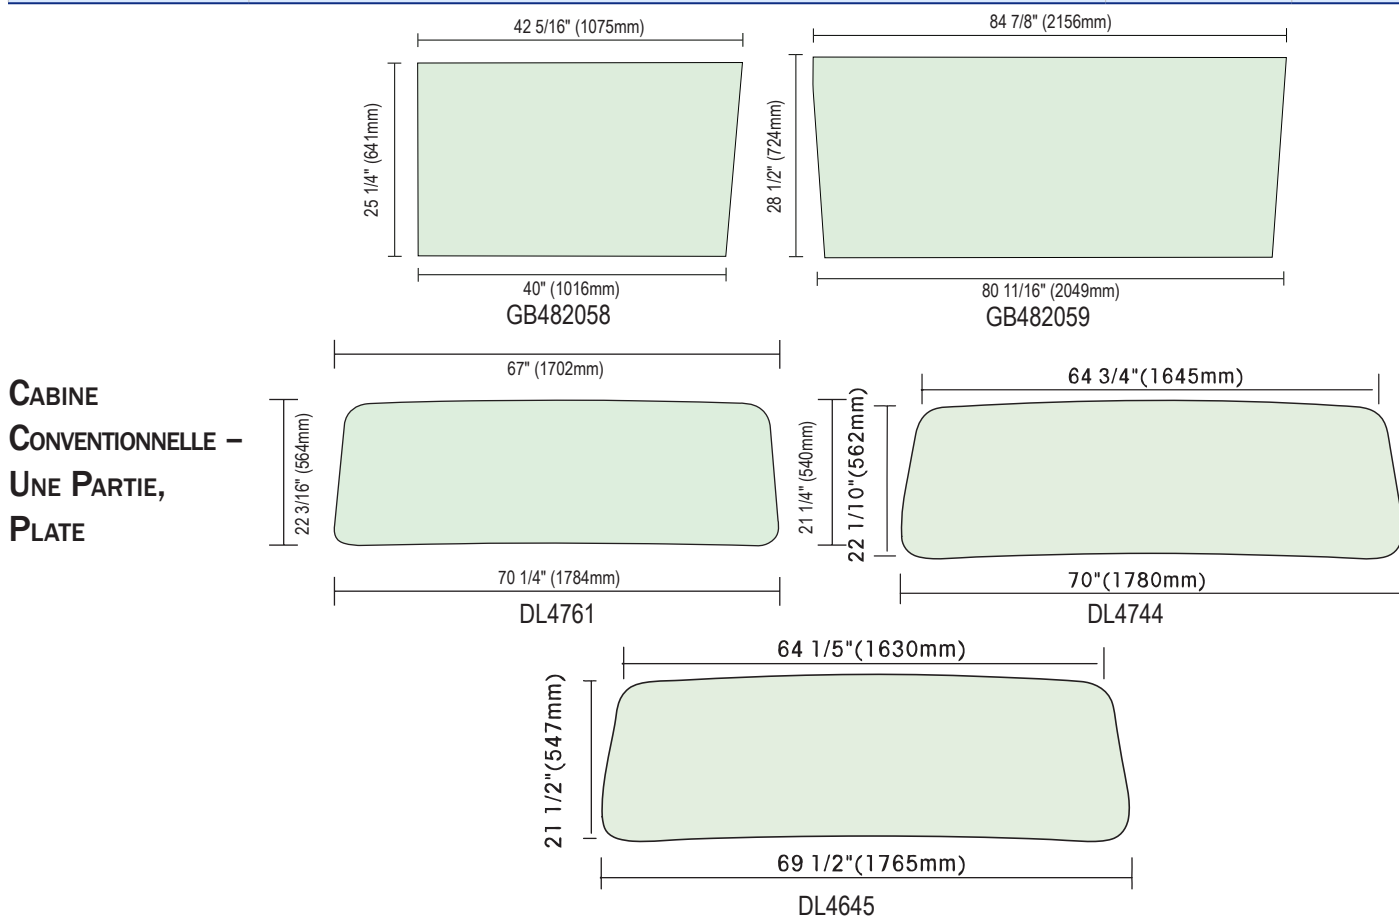 42 5/16" (1075mm)
84 7/8" (2156mm)
25 1/4" (641mm)
28 1/2" (724mm)
40" (1016mm)
80 11/16" (2049mm)
GB482058
GB482059
67" (1702mm)
64 3/4"(1645mm)
CABINE
CONVENTIONNELLE –
UNE PARTIE,
PLATE
22 3/16" (564mm)
21 1/4" (540mm)
22 1/10"(562mm)
70 1/4" (1784mm)
70"(1780mm)
DL4761
DL4744
64 1/5"(1630mm)
21 1/2"(547mm)
69 1/2"(1765mm)
DL4645